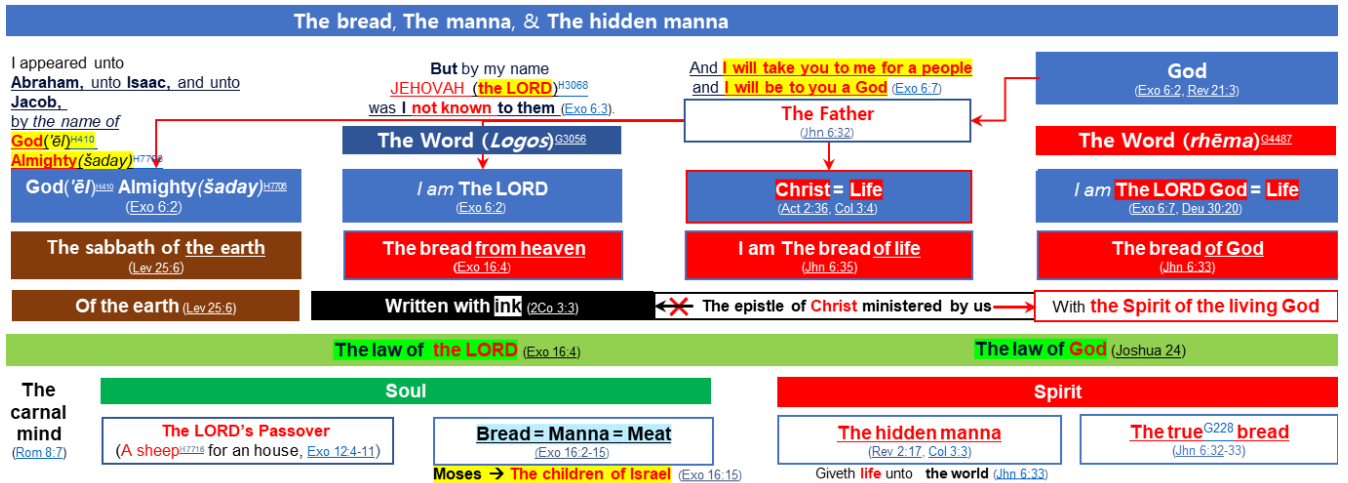 The bread, The manna, & The hidden manna
I appeared unto
Abraham, unto Isaac, and unto
Jacob,
by the name of
God('ēl)H410
Almighty(šaday)H7706
But by my name
JEHOVAH (the LORD)H3068
was I not known to them (Exo 6:3).
And I will take you to me for a people
and I will be to you a God (Exo 6:7)
God
(Exo 6:2, Rev 21:3)
The Father
(Jhn 6:32)
The Word (Logos)G3056
The Word (rhēma)G4487
God('ēl)H410 Almighty(šaday)H7706
(Exo 6:2)
I am The LORD
(Exo 6:2)
Christ = Life
(Act 2:36, Col 3:4)
I am The LORD God = Life
(Exo 6:7, Deu 30:20)
The sabbath of the earth
(Lev 25:6)
The bread from heaven
(Exo 16:4)
I am The bread of life
(Jhn 6:35)
The bread of God
(Jhn 6:33)
Of the earth (Lev 25:6)
Written with ink (2Co 3:3)
The epistle of Christ ministered by us
With the Spirit of the living God
The law of the LORD (Exo 16:4)
The law of God (Joshua 24)
The
carnal
mind
(Rom 8:7)
Soul
Spirit
The LORD's Passover
(A sheepH7716 for an house, Exo 12:4-11)
Bread = Manna = Meat
(Exo 16:2-15)
Moses → The children of Israel (Exo 16:15)
The hidden manna
(Rev 2:17, Col 3:3)
Giveth life unto the world (Jhn 6:33)
The trueG228 bread
(Jhn 6:32-33)